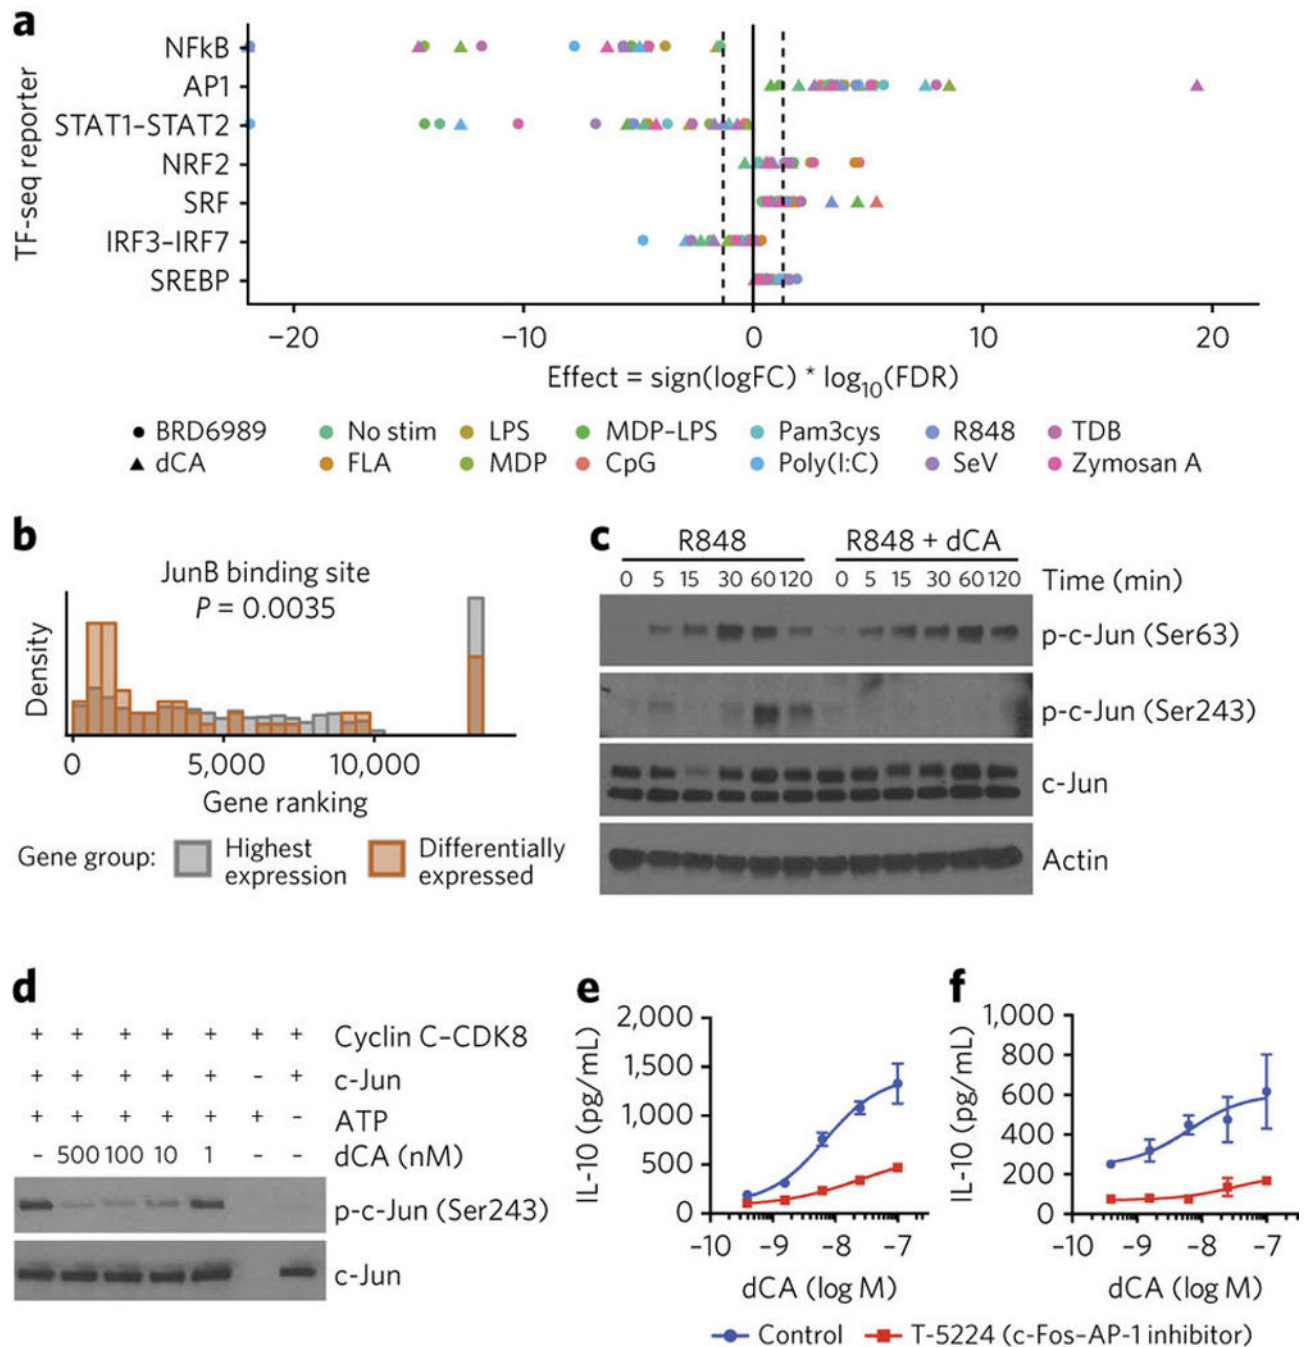 a
TF-seq reporter
NFkB
AP1
STAT1–STAT2
NRF2
SRF
IRF3–IRF7
SREBP
−20 −10 0 10 20
Effect = sign(logFC) * log10(FDR)
BRD6989 No stim LPS MDP–LPS Pam3cys R848 TDB
dCA FLA MDP CpG Poly(I:C) SeV Zymosan A
b
JunB binding site
P = 0.0035
Density
0 5,000 10,000
Gene ranking
Gene group: Highest expression Differentially expressed
c
R848 R848 + dCA
0 5 15 30 60 120 0 5 15 30 60 120 Time (min)
p-c-Jun (Ser63)
p-c-Jun (Ser243)
c-Jun
Actin
d
+ + + + + + + Cyclin C–CDK8
+ + + + + – + c-Jun
+ + + + + + – ATP
– 500 100 10 1 – – dCA (nM)
p-c-Jun (Ser243)
c-Jun
e
IL-10 (pg/mL)
2,000
1,500
1,000
500
0
−10 −9 −8 −7
dCA (log M)
f
IL-10 (pg/mL)
1,000
800
600
400
200
0
−10 −9 −8 −7
dCA (log M)
Control T-5224 (c-Fos–AP-1 inhibitor)